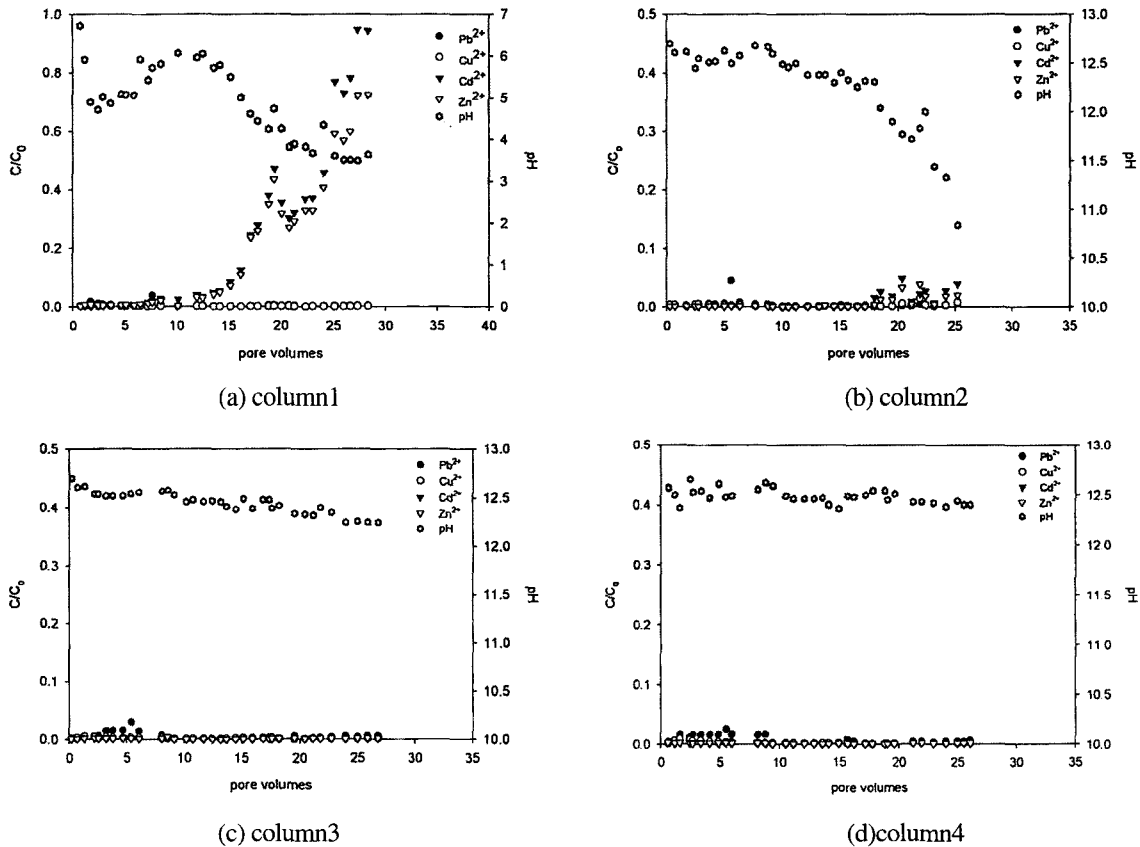 1.0
0.8
0.6
0.4
0.2
0.0
C/C0
7
6
5
4
3
2
1
0
pH
Pb2+
Cu2+
Cd2+
Zn2+
pH
0 5 10 15 20 25 30 35 40
pore volumes
(a) column1
0.5
0.4
0.3
0.2
0.1
0.0
C/C0
13.0
12.5
12.0
11.5
11.0
10.5
10.0
pH
Pb2+
Cu2+
Cd2+
Zn2+
pH
0 5 10 15 20 25 30 35
pore volumes
(b) column2
0.5
0.4
0.3
0.2
0.1
0.0
C/C0
13.0
12.5
12.0
11.5
11.0
10.5
10.0
pH
Pb2+
Cu2+
Cd2+
Zn2+
pH
0 5 10 15 20 25 30 35
pore volumes
(c) column3
0.5
0.4
0.3
0.2
0.1
0.0
C/C0
13.0
12.5
12.0
11.5
11.0
10.5
10.0
pH
Pb2+
Cu2+
Cd2+
Zn2+
pH
0 5 10 15 20 25 30 35
pore volumes
(d)column4